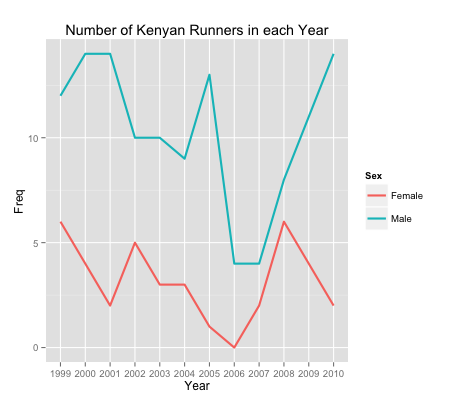 Number of Kenyan Runners in each Year
10
5
0
Freq
1999 2000 2001 2002 2003 2004 2005 2006 2007 2008 2009 2010
Year
Sex
Female
Male